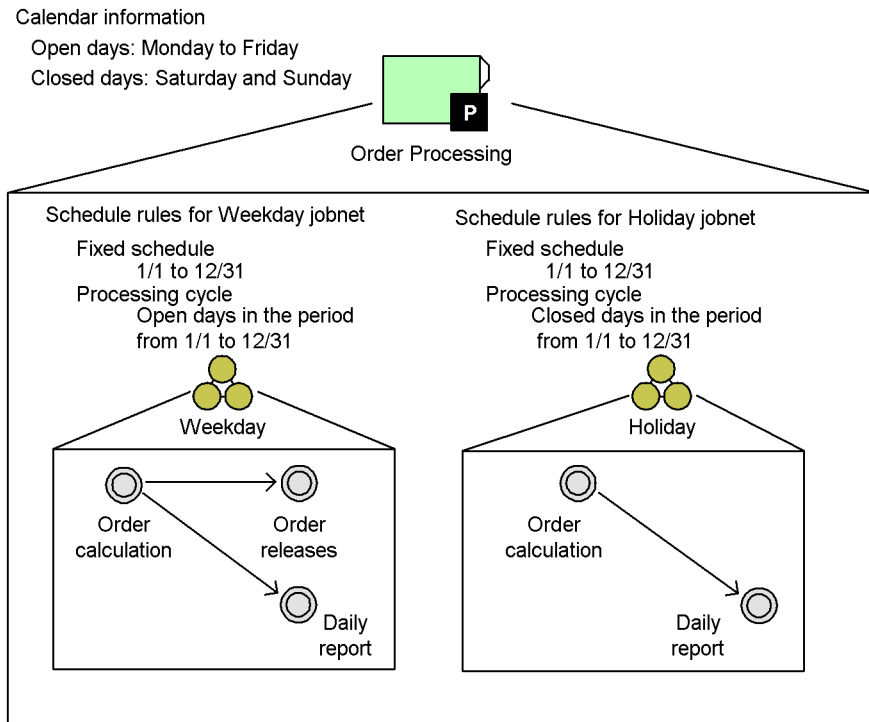 Calendar information
Open days: Monday to Friday
Closed days: Saturday and Sunday
P
Order Processing
Schedule rules for Weekday jobnet
Fixed schedule
1/1 to 12/31
Processing cycle
Open days in the period
from 1/1 to 12/31
Weekday
Order
calculation
Order
releases
Daily
report
Schedule rules for Holiday jobnet
Fixed schedule
1/1 to 12/31
Processing cycle
Closed days in the period
from 1/1 to 12/31
Holiday
Order
calculation
Daily
report